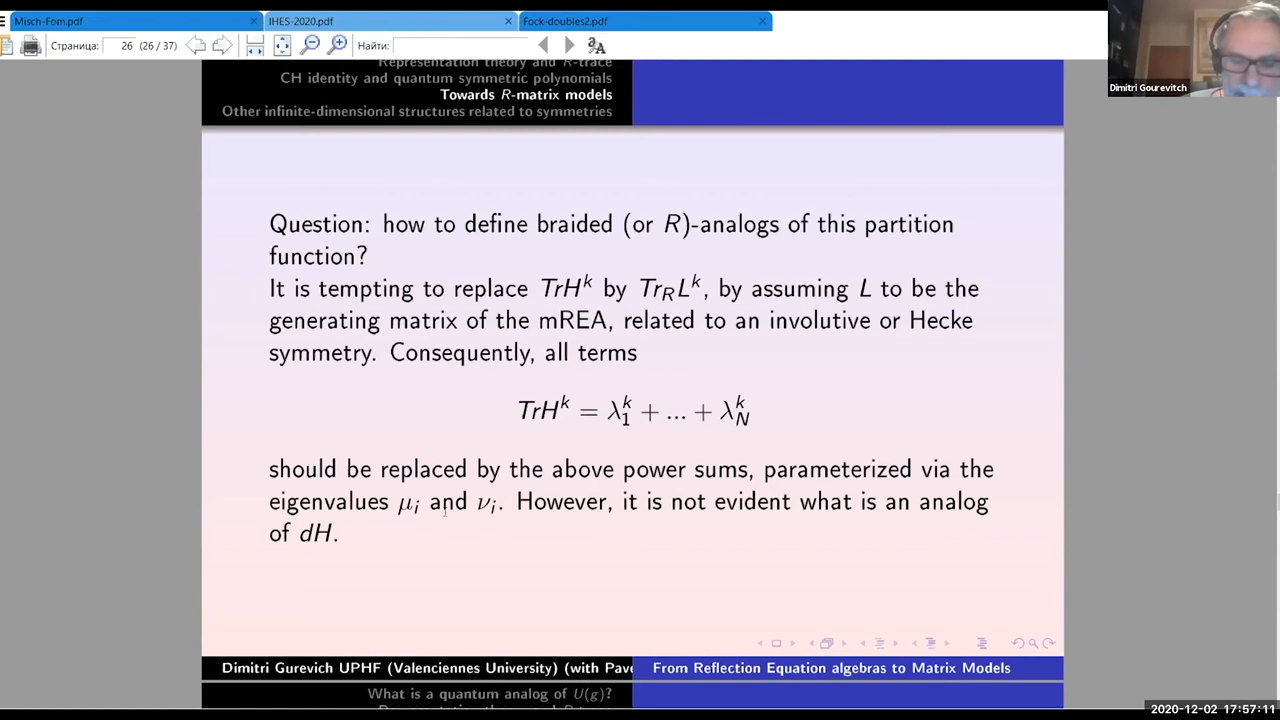 Misch-Fom.pdf
IHES-2020.pdf
Fock-doubles2.pdf
Страница: 26 (26 / 37)
Найти:
Representation theory and R-trace
CH identity and quantum symmetric polynomials
Towards R-matrix models
Other infinite-dimensional structures related to symmetries
Dimitri Gourevitch
Question: how to define braided (or R)-analogs of this partition
function?
It is tempting to replace TrH^k by Tr_R L^k, by assuming L to be the
generating matrix of the mREA, related to an involutive or Hecke
symmetry. Consequently, all terms
TrH^k = λ_1^k + ... + λ_N^k
should be replaced by the above power sums, parameterized via the
eigenvalues μ_i and ν_i. However, it is not evident what is an analog
of dH.
Dimitri Gurevich UPHF (Valenciennes University) (with Pave
From Reflection Equation algebras to Matrix Models
What is a quantum analog of U(g)?
2020-12-02 17:57:11